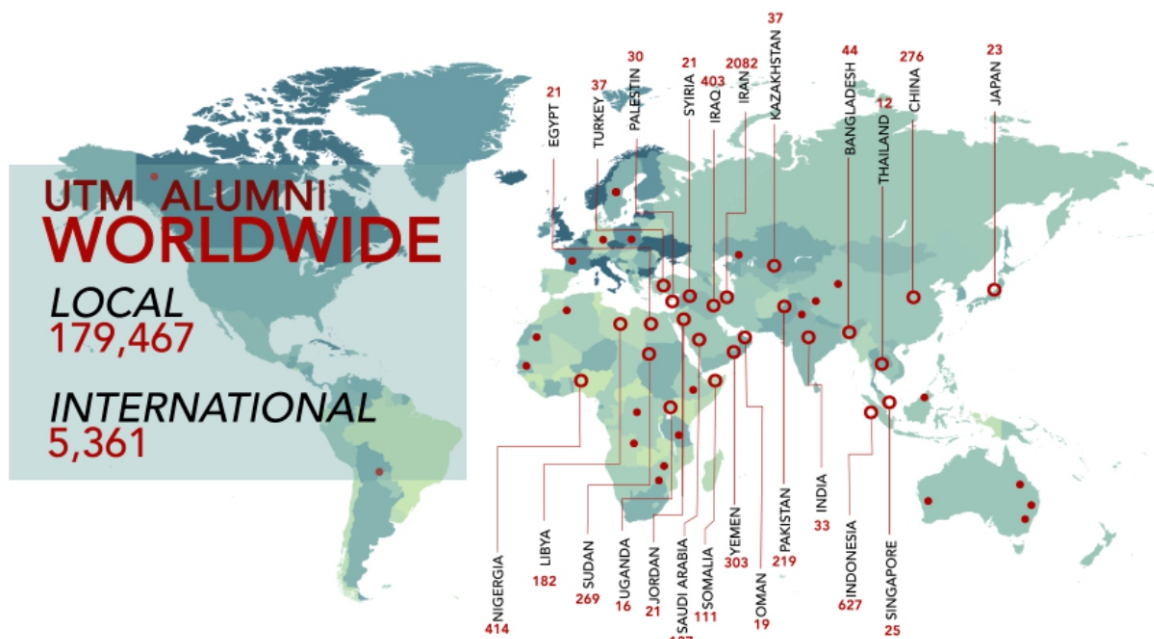 UTM ALUMNI
WORLDWIDE
LOCAL
179,467
INTERNATIONAL
5,361
EGYPT 21
TURKEY 37
PALESTIN 30
SYIRIA 21
IRAQ 403
IRAN 2082
KAZAKHSTAN 37
BANGLADESH 44
THAILAND 12
CHINA 276
JAPAN 23
NIGERGIA 414
LIBYA 182
SUDAN 269
UGANDA 16
JORDAN 21
SAUDI ARABIA
SOMALIA 111
YEMEN 303
OMAN 19
PAKISTAN 219
INDIA 33
INDONESIA 627
SINGAPORE 25